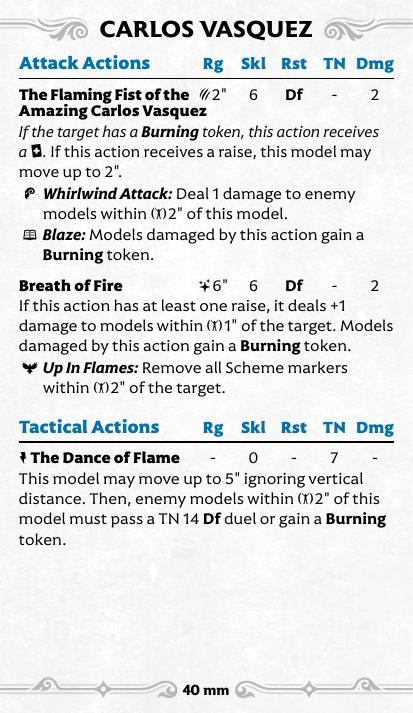 CARLOS VASQUEZ
Attack Actions Rg Skl Rst TN Dmg
The Flaming Fist of the 2" 6 Df - 2
Amazing Carlos Vasquez
If the target has a Burning token, this action receives
a . If this action receives a raise, this model may
move up to 2".
Whirlwind Attack: Deal 1 damage to enemy
models within 2" of this model.
Blaze: Models damaged by this action gain a
Burning token.
Breath of Fire 6" 6 Df - 2
If this action has at least one raise, it deals +1
damage to models within 1" of the target. Models
damaged by this action gain a Burning token.
Up In Flames: Remove all Scheme markers
within 2" of the target.
Tactical Actions Rg Skl Rst TN Dmg
The Dance of Flame - 0 - 7 -
This model may move up to 5" ignoring vertical
distance. Then, enemy models within 2" of this
model must pass a TN 14 Df duel or gain a Burning
token.
40 mm